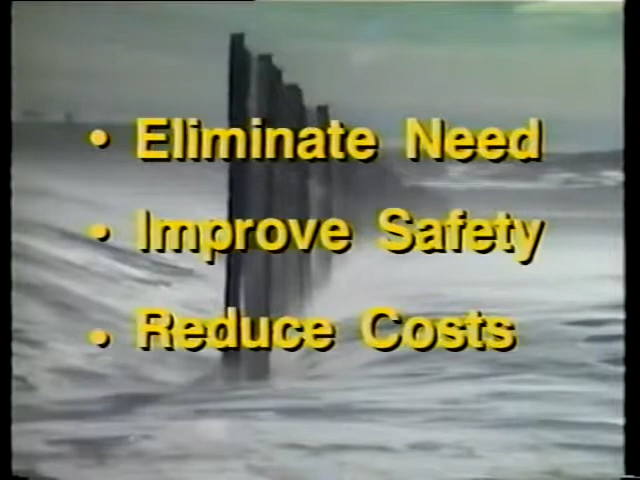 • Eliminate Need
• Improve Safety
• Reduce Costs